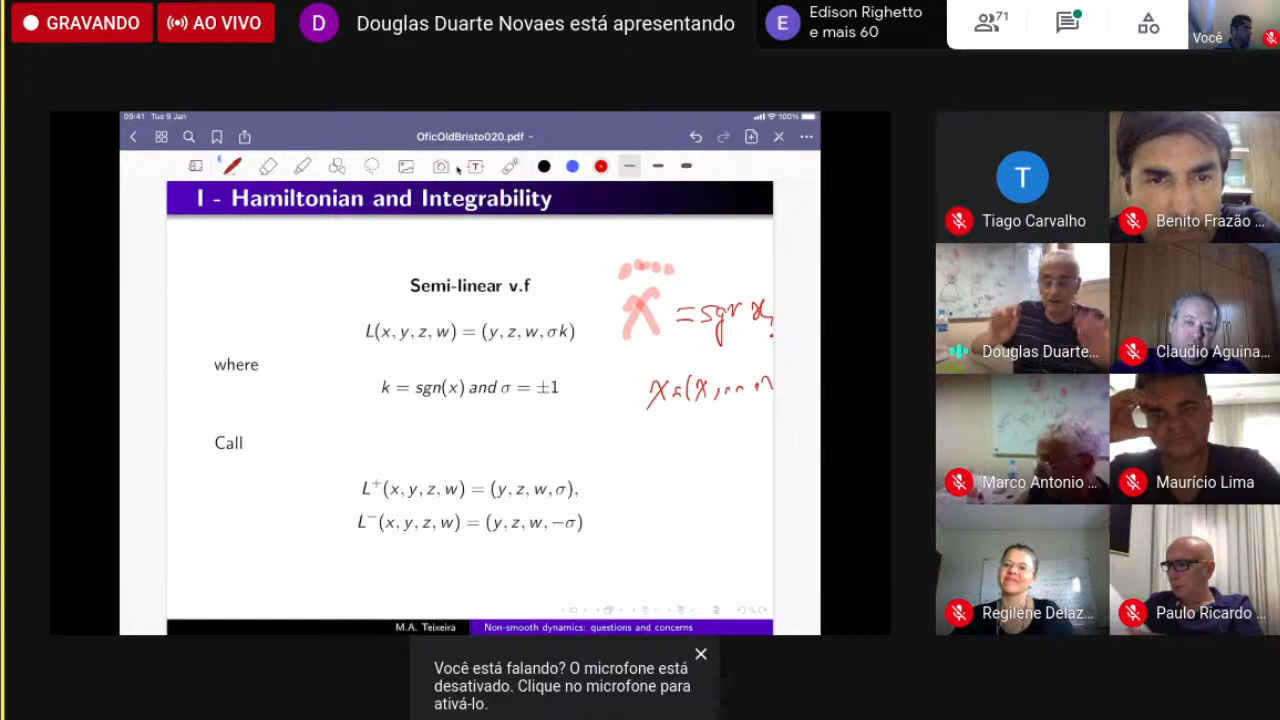 GRAVANDO
AO VIVO
D
Douglas Duarte Novaes está apresentando
E
Edison Righetto
e mais 60
71
Você
09:41 Tue 9 Jan
100%
OficOldBristo020.pdf
T
I - Hamiltonian and Integrability
Semi-linear v.f
L(x, y, z, w) = (y, z, w, σk)
where
k = sgn(x) and σ = ±1
Call
L⁺(x, y, z, w) = (y, z, w, σ),
L⁻(x, y, z, w) = (y, z, w, −σ)
= sgn x
M.A. Teixeira
Non-smooth dynamics: questions and concerns
T
Tiago Carvalho
Benito Frazão ...
Douglas Duarte...
Claudio Aguina...
Marco Antonio ...
Maurício Lima
Regilene Delaz...
Paulo Ricardo ...
Você está falando? O microfone está
desativado. Clique no microfone para
ativá-lo.